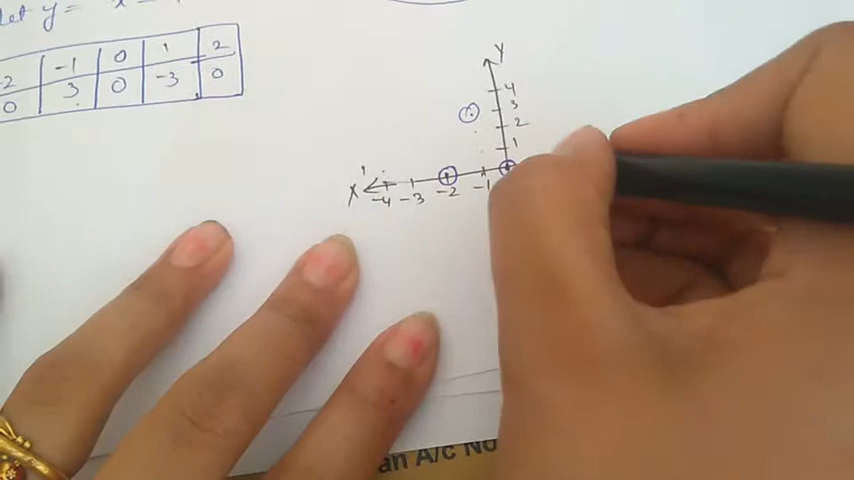 let y = x
-2 -1 0 1 2
0 3 0 -3 0
Y
4
3
2
1
X'
-4 -3 -2 -1
an A/c No